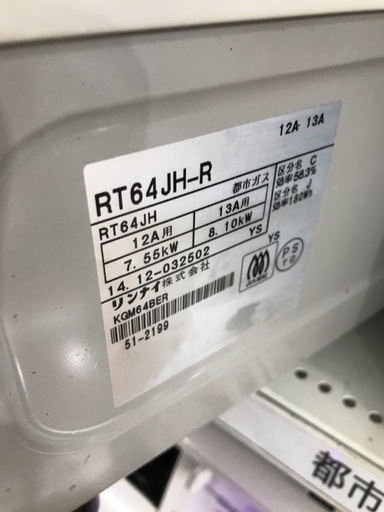 12A・13A
RT64JH-R
RT64JH 都市ガス
12A用 13A用
7.55kW 8.10kW
区分名 C
効率56.3%
区分名 J
効率180Wh
14.12-032502 YS YS
リンナイ株式会社
KGM64BER
51-2199
PS
TG
都市